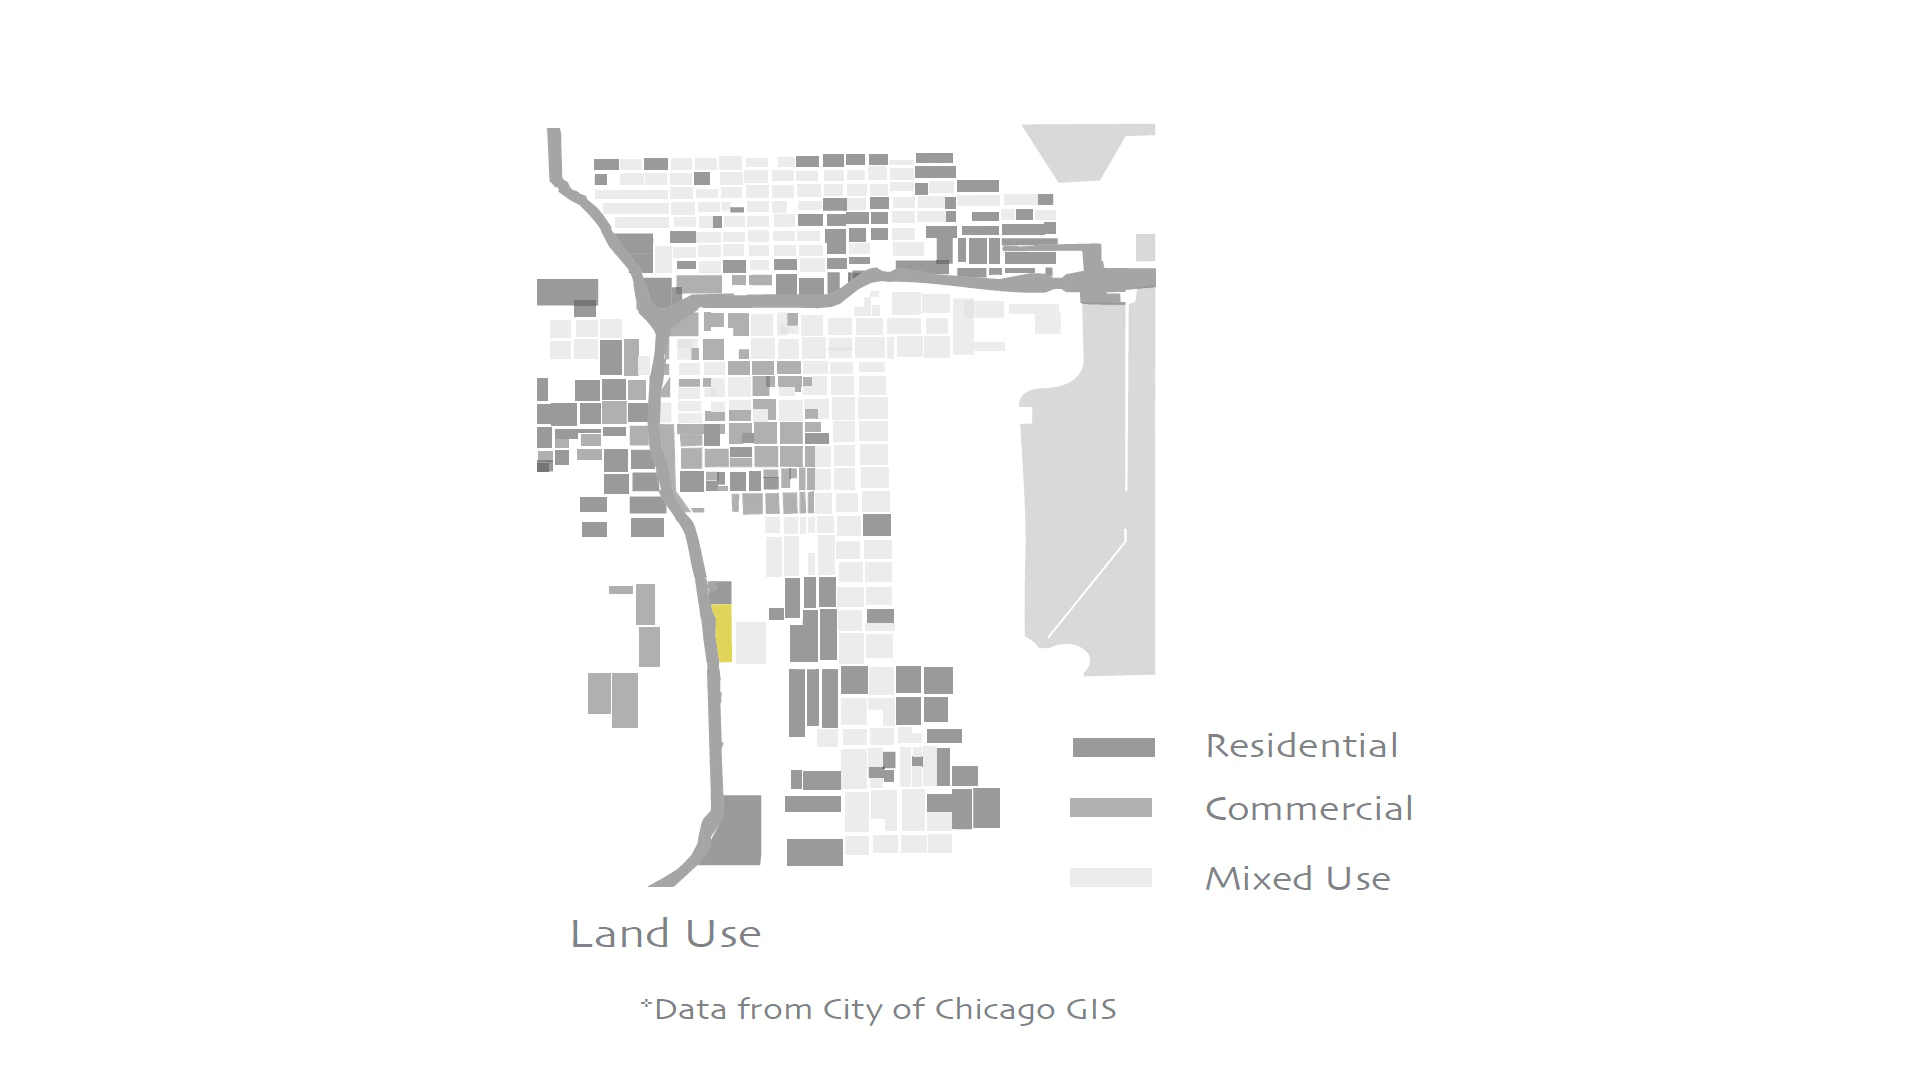 Residential
Commercial
Mixed Use
Land Use
*Data from City of Chicago GIS